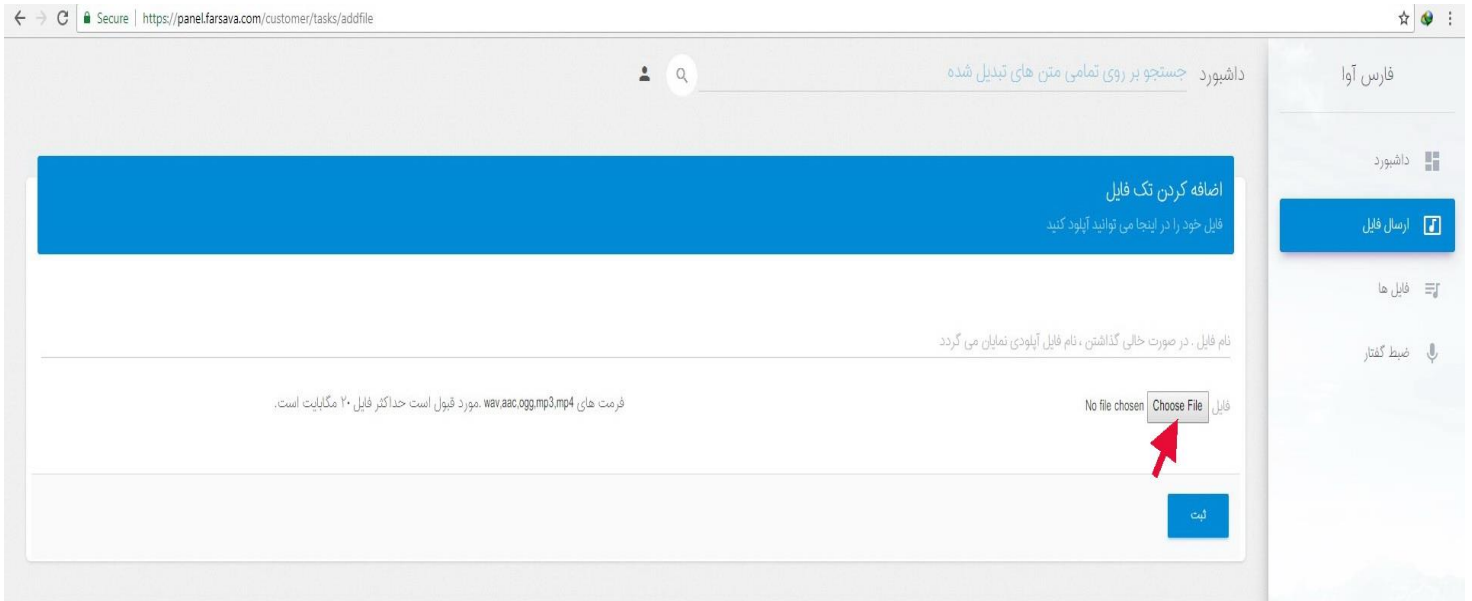 Secure | https://panel.farsava.com/customer/tasks/addfile
فارس آوا
داشبورد
ارسال فایل
فایل ها
ضبط گفتار
داشبورد جستجو بر روی تمامی متن های تبدیل شده
اضافه کردن تک فایل
فایل خود را در اینجا می توانید آپلود کنید
نام فایل . در صورت خالی گذاشتن ، نام فایل آپلودی نمایان می گردد
فایل Choose File No file chosen
فرمت های wav,aac,ogg,mp3,mp4 .مورد قبول است حداکثر فایل ۲۰ مگابایت است.
ثبت